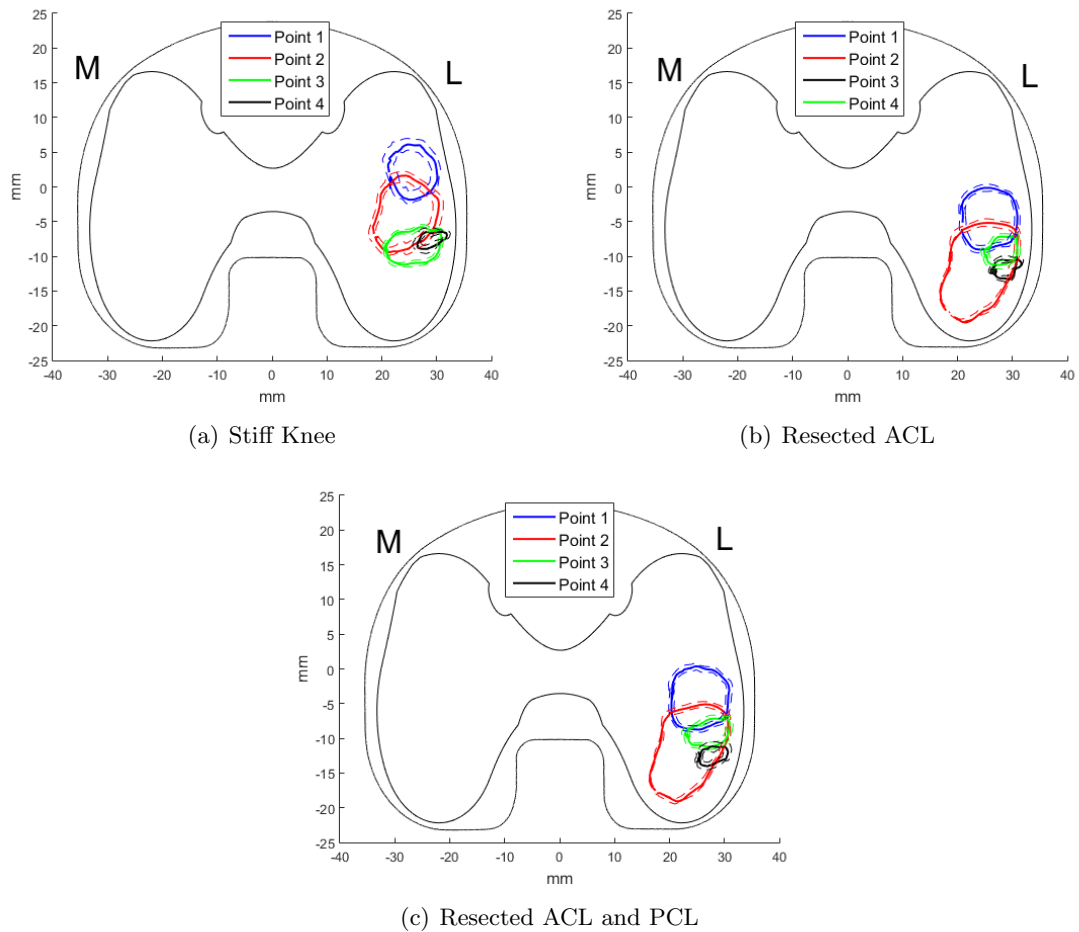 25
20
15
10
5
0
-5
-10
-15
-20
-25
mm
M
L
Point 1
Point 2
Point 3
Point 4
-40 -30 -20 -10 0 10 20 30 40
mm
(a) Stiff Knee
25
20
15
10
5
0
-5
-10
-15
-20
-25
mm
M
L
Point 1
Point 2
Point 3
Point 4
-40 -30 -20 -10 0 10 20 30 40
mm
(b) Resected ACL
25
20
15
10
5
0
-5
-10
-15
-20
-25
mm
M
L
Point 1
Point 2
Point 3
Point 4
-40 -30 -20 -10 0 10 20 30 40
mm
(c) Resected ACL and PCL